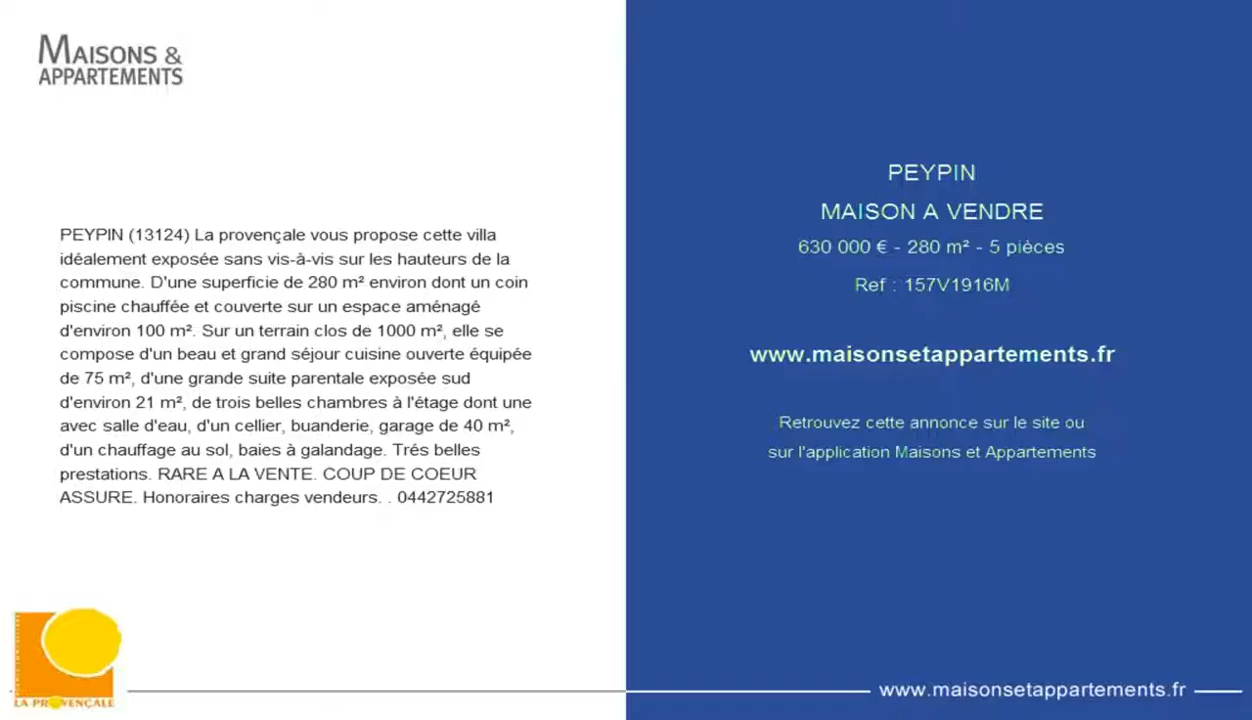 MAISONS &
APPARTEMENTS
PEYPIN (13124) La provençale vous propose cette villa
idéalement exposée sans vis-à-vis sur les hauteurs de la
commune. D'une superficie de 280 m² environ dont un coin
piscine chauffée et couverte sur un espace aménagé
d'environ 100 m². Sur un terrain clos de 1000 m², elle se
compose d'un beau et grand séjour cuisine ouverte équipée
de 75 m², d'une grande suite parentale exposée sud
d'environ 21 m², de trois belles chambres à l'étage dont une
avec salle d'eau, d'un cellier, buanderie, garage de 40 m²,
d'un chauffage au sol, baies à galandage. Trés belles
prestations. RARE A LA VENTE. COUP DE COEUR
ASSURE. Honoraires charges vendeurs. . 0442725881
LA PROVENÇALE
PEYPIN
MAISON A VENDRE
630 000 € - 280 m² - 5 pièces
Ref : 157V1916M
www.maisonsetappartements.fr
Retrouvez cette annonce sur le site ou
sur l'application Maisons et Appartements
www.maisonsetappartements.fr